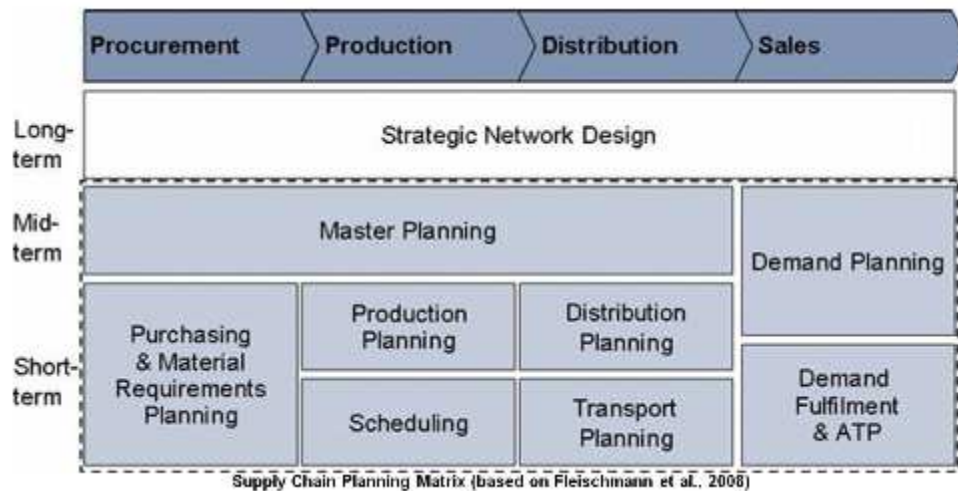 Procurement
Production
Distribution
Sales
Long-
term
Strategic Network Design
Mid-
term
Master Planning
Demand Planning
Short-
term
Purchasing
& Material
Requirements
Planning
Production
Planning
Distribution
Planning
Scheduling
Transport
Planning
Demand
Fulfilment
& ATP
Supply Chain Planning Matrix (based on Fleischmann et al., 2008)